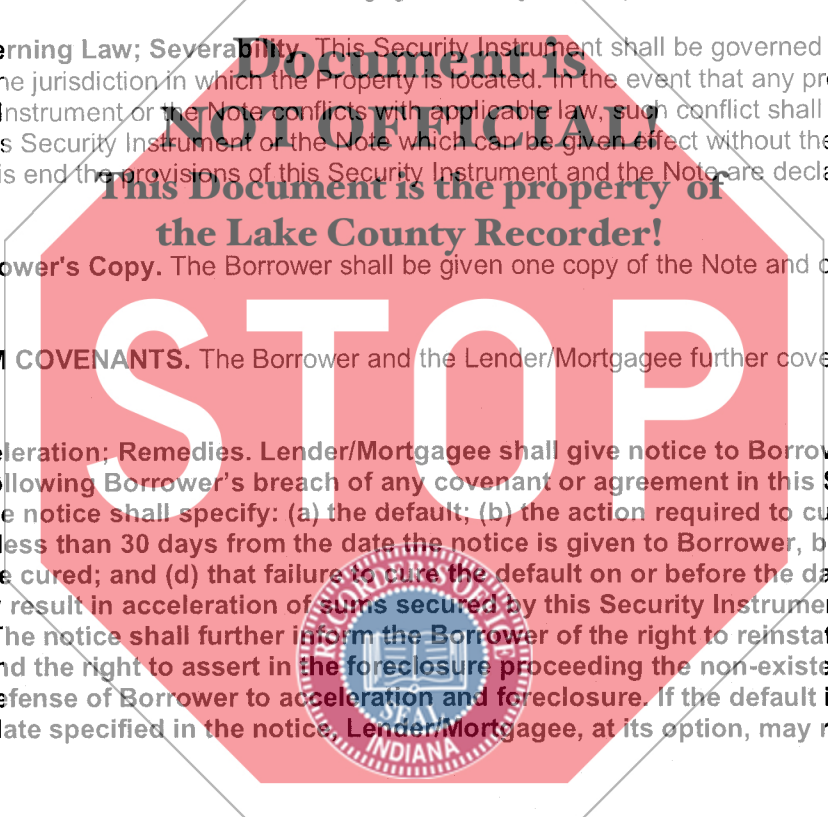 erning Law; Severability. This Security Instrument shall be governed
Document is
he jurisdiction in which the Property is located. In the event that any pr
Instrument or the Note conflicts with applicable law, such conflict shall
NOT OFFICIAL!
s Security Instrument or the Note which can be given effect without the
is end the provisions of this Security Instrument and the Note are decla
This Document is the property of
the Lake County Recorder!
ower's Copy. The Borrower shall be given one copy of the Note and o
STOP
M COVENANTS. The Borrower and the Lender/Mortgagee further cove
leration; Remedies. Lender/Mortgagee shall give notice to Borrow
ollowing Borrower's breach of any covenant or agreement in this S
e notice shall specify: (a) the default; (b) the action required to cu
less than 30 days from the date the notice is given to Borrower, b
e cured; and (d) that failure to cure the default on or before the da
result in acceleration of sums secured by this Security Instrumen
The notice shall further inform the Borrower of the right to reinstat
nd the right to assert in the foreclosure proceeding the non-existe
efense of Borrower to acceleration and foreclosure. If the default i
late specified in the notice, Lender/Mortgagee, at its option, may r
SEAL
INDIANA